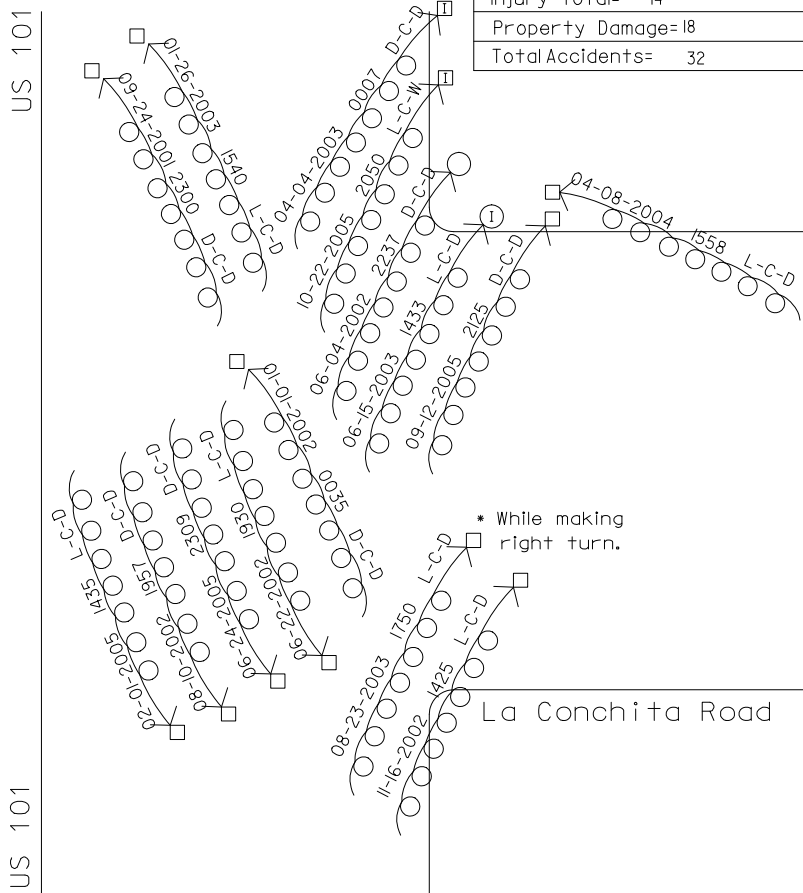 Injury Total= 14
Property Damage= 18
Total Accidents= 32
US 101
01-26-2003 1540 L-C-D
09-24-2001 2300 D-C-D
04-04-2003 0007 D-C-D
I
10-22-2005 2050 L-C-W
I
06-04-2002 2237 D-C-D
06-15-2003 1433 L-C-D
I
09-12-2005 2125 D-C-D
04-08-2004 1558 L-C-D
01-10-2002 0035 D-C-D
02-01-2005 1435 L-C-D
08-10-2002 1957 D-C-D
06-24-2005 2309 D-C-D
06-22-2002 1930 L-C-D
* While making
right turn.
08-23-2003 1750 L-C-D
11-16-2002 1425 L-C-D
La Conchita Road
US 101